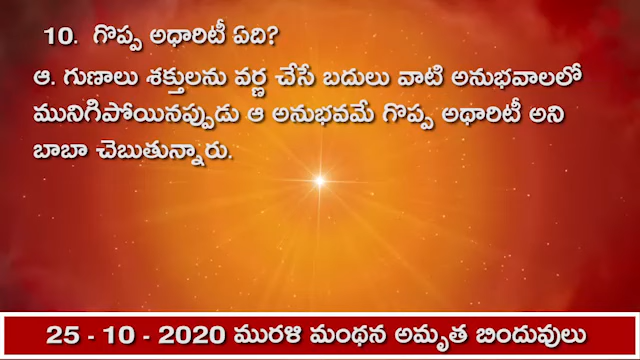 10. గొప్ప అధారిటీ ఏది?
ఆ. గుణాలు శక్తులను వర్ణ చేసే బదులు వాటి అనుభవాలలో
మునిగిపోయినప్పుడు ఆ అనుభవమే గొప్ప అథారిటీ అని
బాబా చెబుతున్నారు.
25 - 10 - 2020 మురళి మంథన అమృత బిందువులు